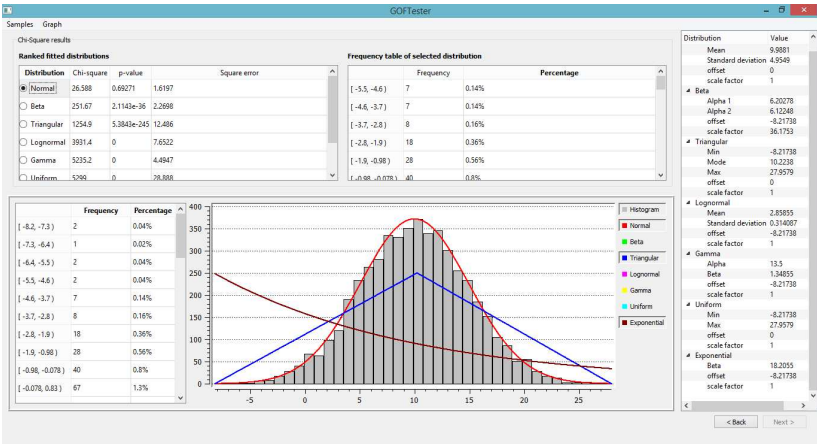 GOFTester
Samples Graph
Chi-Square results
Ranked fitted distributions
Distribution Chi-square p-value Square error
Normal 26.588 0.69271 1.6197
Beta 251.67 2.1143e-36 2.2698
Triangular 1254.9 5.3843e-245 12.486
Lognormal 3931.4 0 7.6522
Gamma 5235.2 0 4.4947
Uniform 5299 0 28.888
Frequency table of selected distribution
Frequency Percentage
[ -5.5, -4.6 ) 7 0.14%
[ -4.6, -3.7 ) 7 0.14%
[ -3.7, -2.8 ) 8 0.16%
[ -2.8, -1.9 ) 18 0.36%
[ -1.9, -0.98 ) 28 0.56%
[ -0.98, -0.078 ) 40 0.8%
Frequency Percentage
[ -8.2, -7.3 ) 2 0.04%
[ -7.3, -6.4 ) 1 0.02%
[ -6.4, -5.5 ) 2 0.04%
[ -5.5, -4.6 ) 2 0.04%
[ -4.6, -3.7 ) 7 0.14%
[ -3.7, -2.8 ) 8 0.16%
[ -2.8, -1.9 ) 18 0.36%
[ -1.9, -0.98 ) 28 0.56%
[ -0.98, -0.078 ) 40 0.8%
[ -0.078, 0.83 ) 67 1.3%
400
350
300
250
200
150
100
50
0
-5 0 5 10 15 20 25
Histogram
Normal
Beta
Triangular
Lognormal
Gamma
Uniform
Exponential
Distribution Value
Mean 9.9881
Standard deviation 4.9549
offset 0
scale factor 1
Beta
Alpha 1 6.20278
Alpha 2 6.12248
offset -8.21738
scale factor 36.1753
Triangular
Min -8.21738
Mode 10.2238
Max 27.9579
offset 0
scale factor 1
Lognormal
Mean 2.85855
Standard deviation 0.314087
offset -8.21738
scale factor 1
Gamma
Alpha 13.5
Beta 1.34855
offset -8.21738
scale factor 1
Uniform
Min -8.21738
Max 27.9579
offset 0
scale factor 1
Exponential
Beta 18.2055
offset -8.21738
scale factor 1
< Back Next >